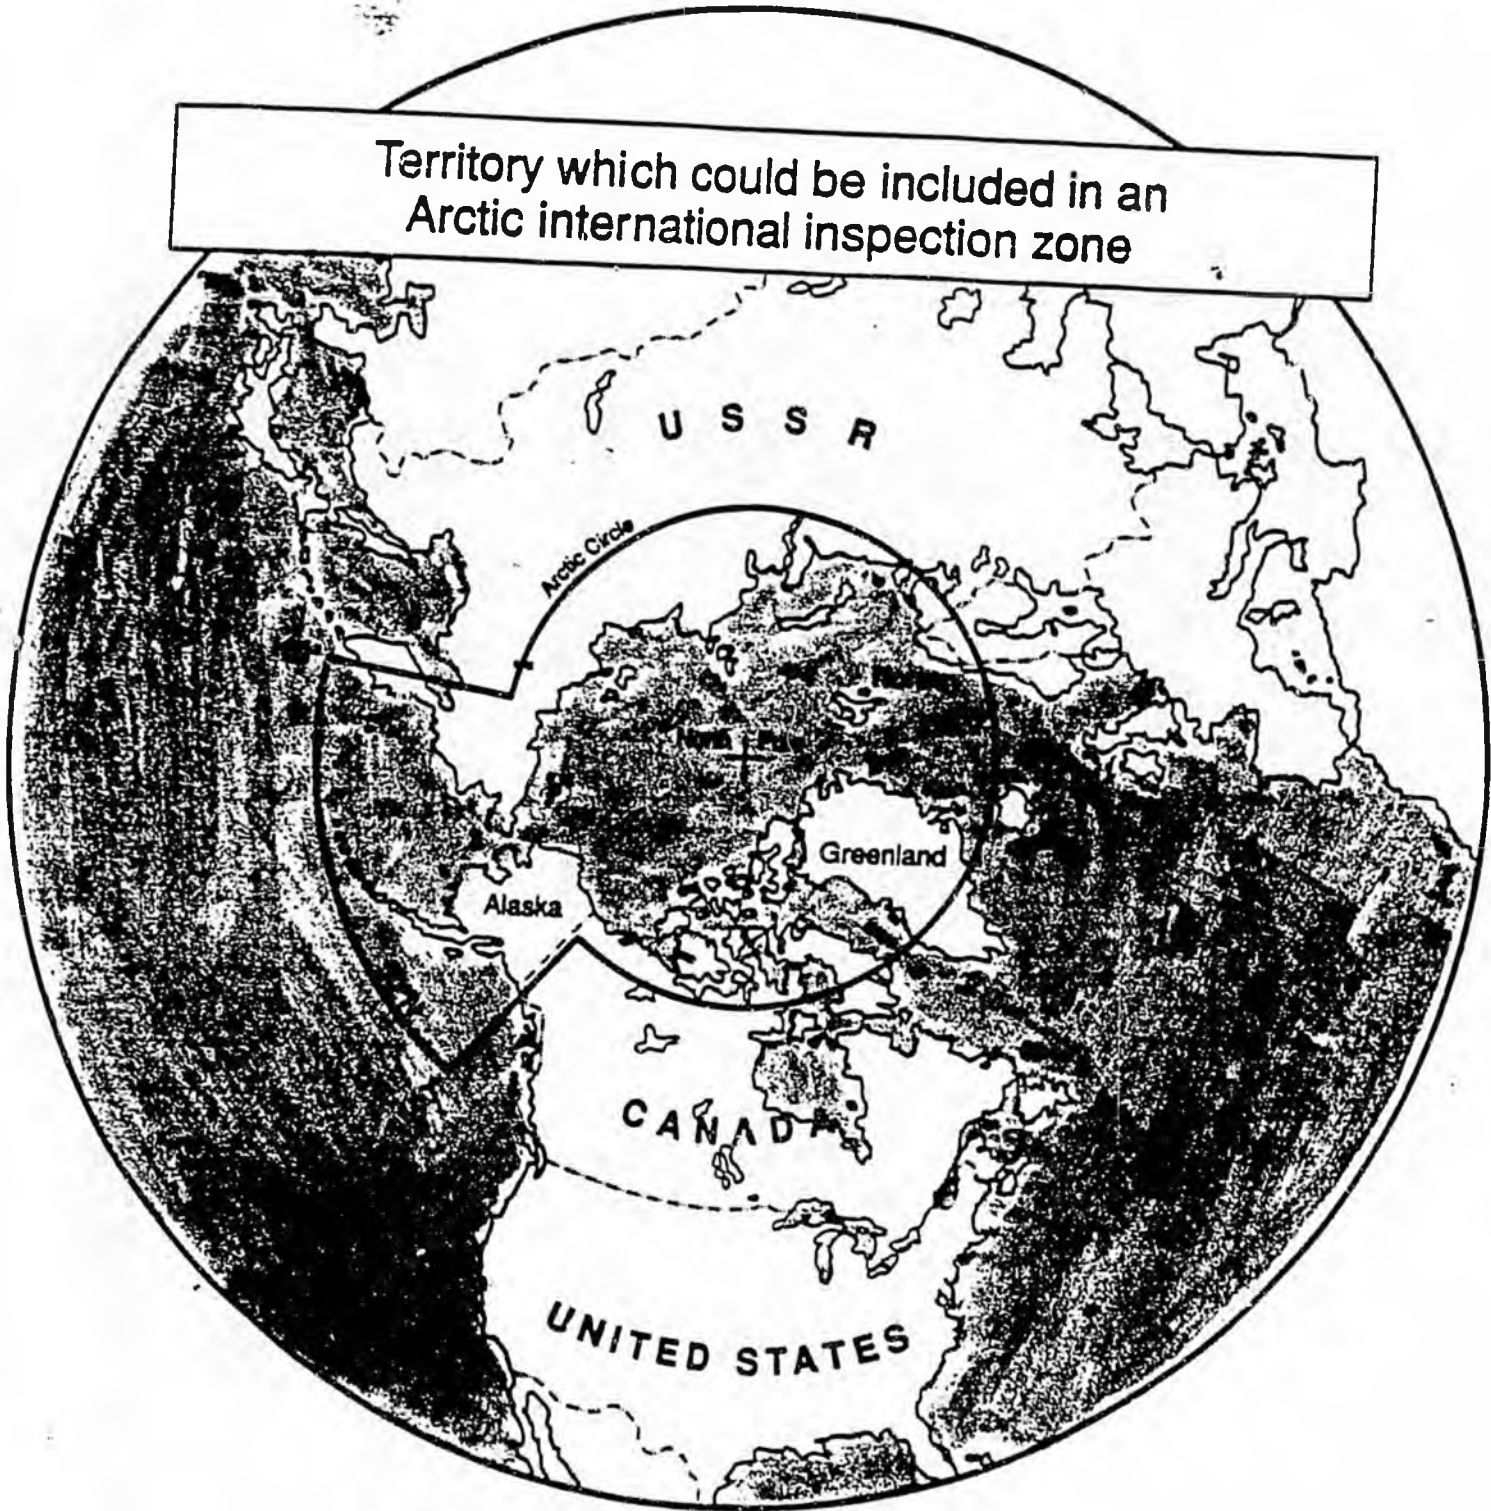 Territory which could be included in an
Arctic international inspection zone
USSR
Arctic Circle
Greenland
Alaska
CANADA
UNITED STATES